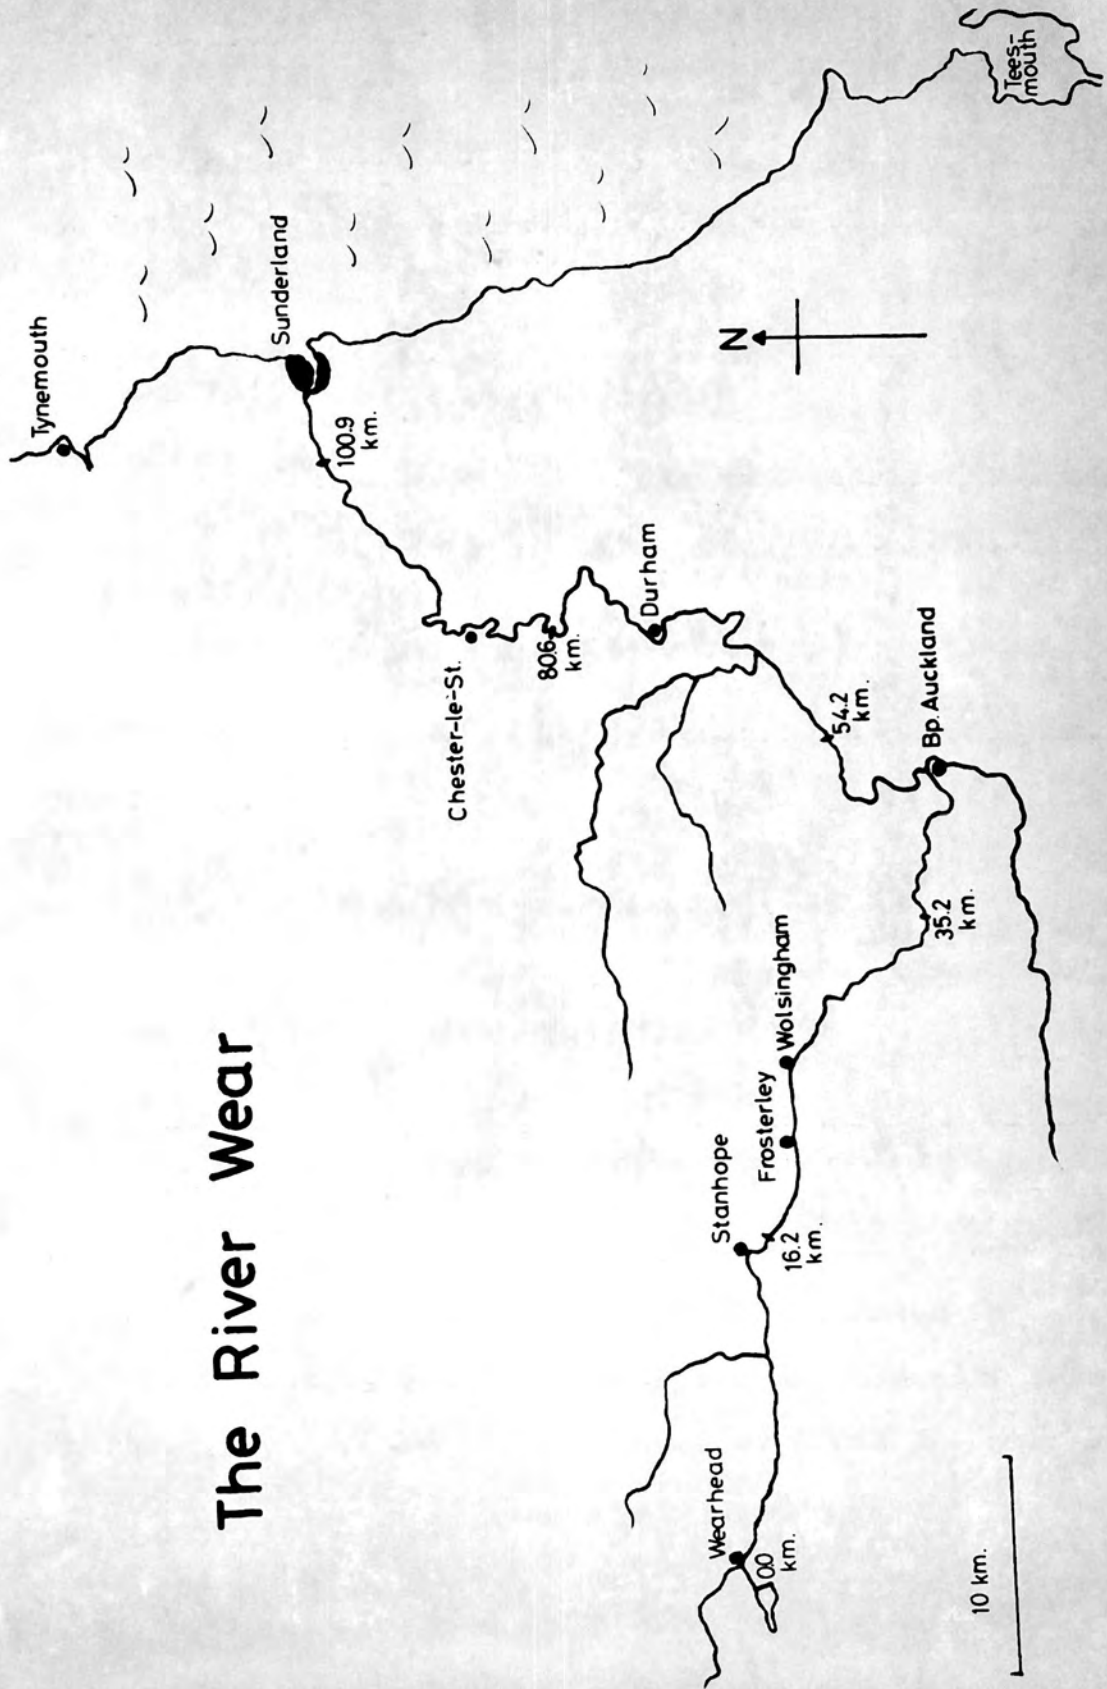 The River Wear
Tynemouth
Sunderland
100.9
km.
Chester-le-St.
80.6
km.
Durham
N
54.2
km.
Bp. Auckland
35.2
km.
Wolsingham
Frosterley
Stanhope
16.2
km.
Wearhead
0.0
km.
10 km.
Tees-
mouth